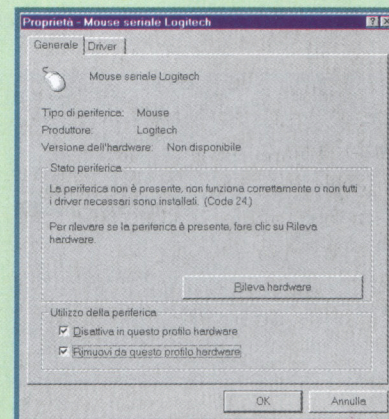 Proprietà - Mouse seriale Logitech
Generale Driver
Mouse seriale Logitech
Tipo di periferica: Mouse
Produttore: Logitech
Versione dell'hardware: Non disponibile
Stato periferica
La periferica non è presente, non funziona correttamente o non tutti
i driver necessari sono installati. (Code 24.)
Per rilevare se la periferica è presente, fare clic su Rileva
hardware.
Rileva hardware
Utilizzo della periferica
Disattiva in questo profilo hardware
Rimuovi da questo profilo hardware
OK Annulla